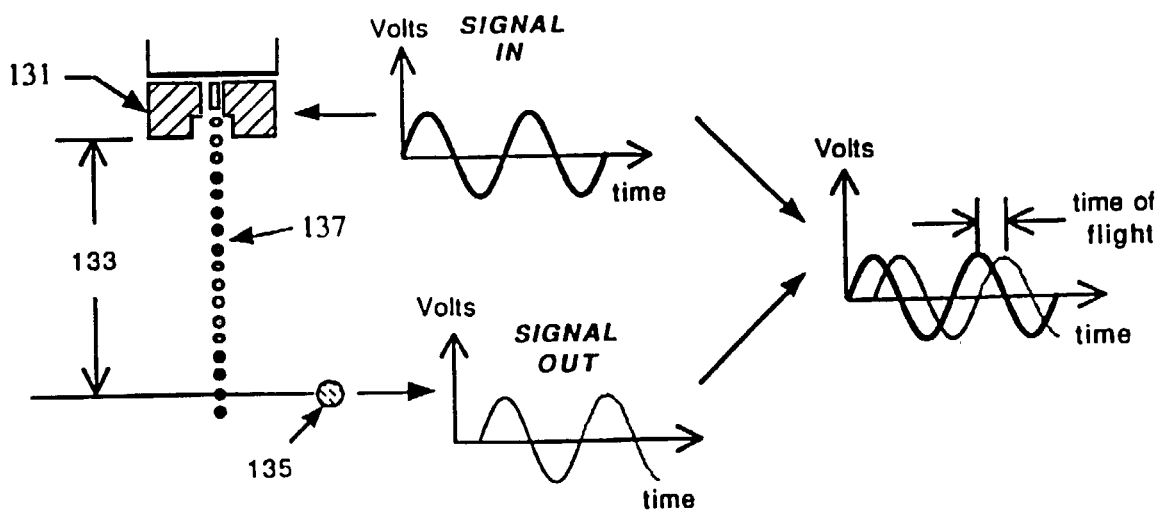 131
Volts
SIGNAL
IN
time
137
133
Volts
SIGNAL
OUT
time
135
Volts
time of
flight
time